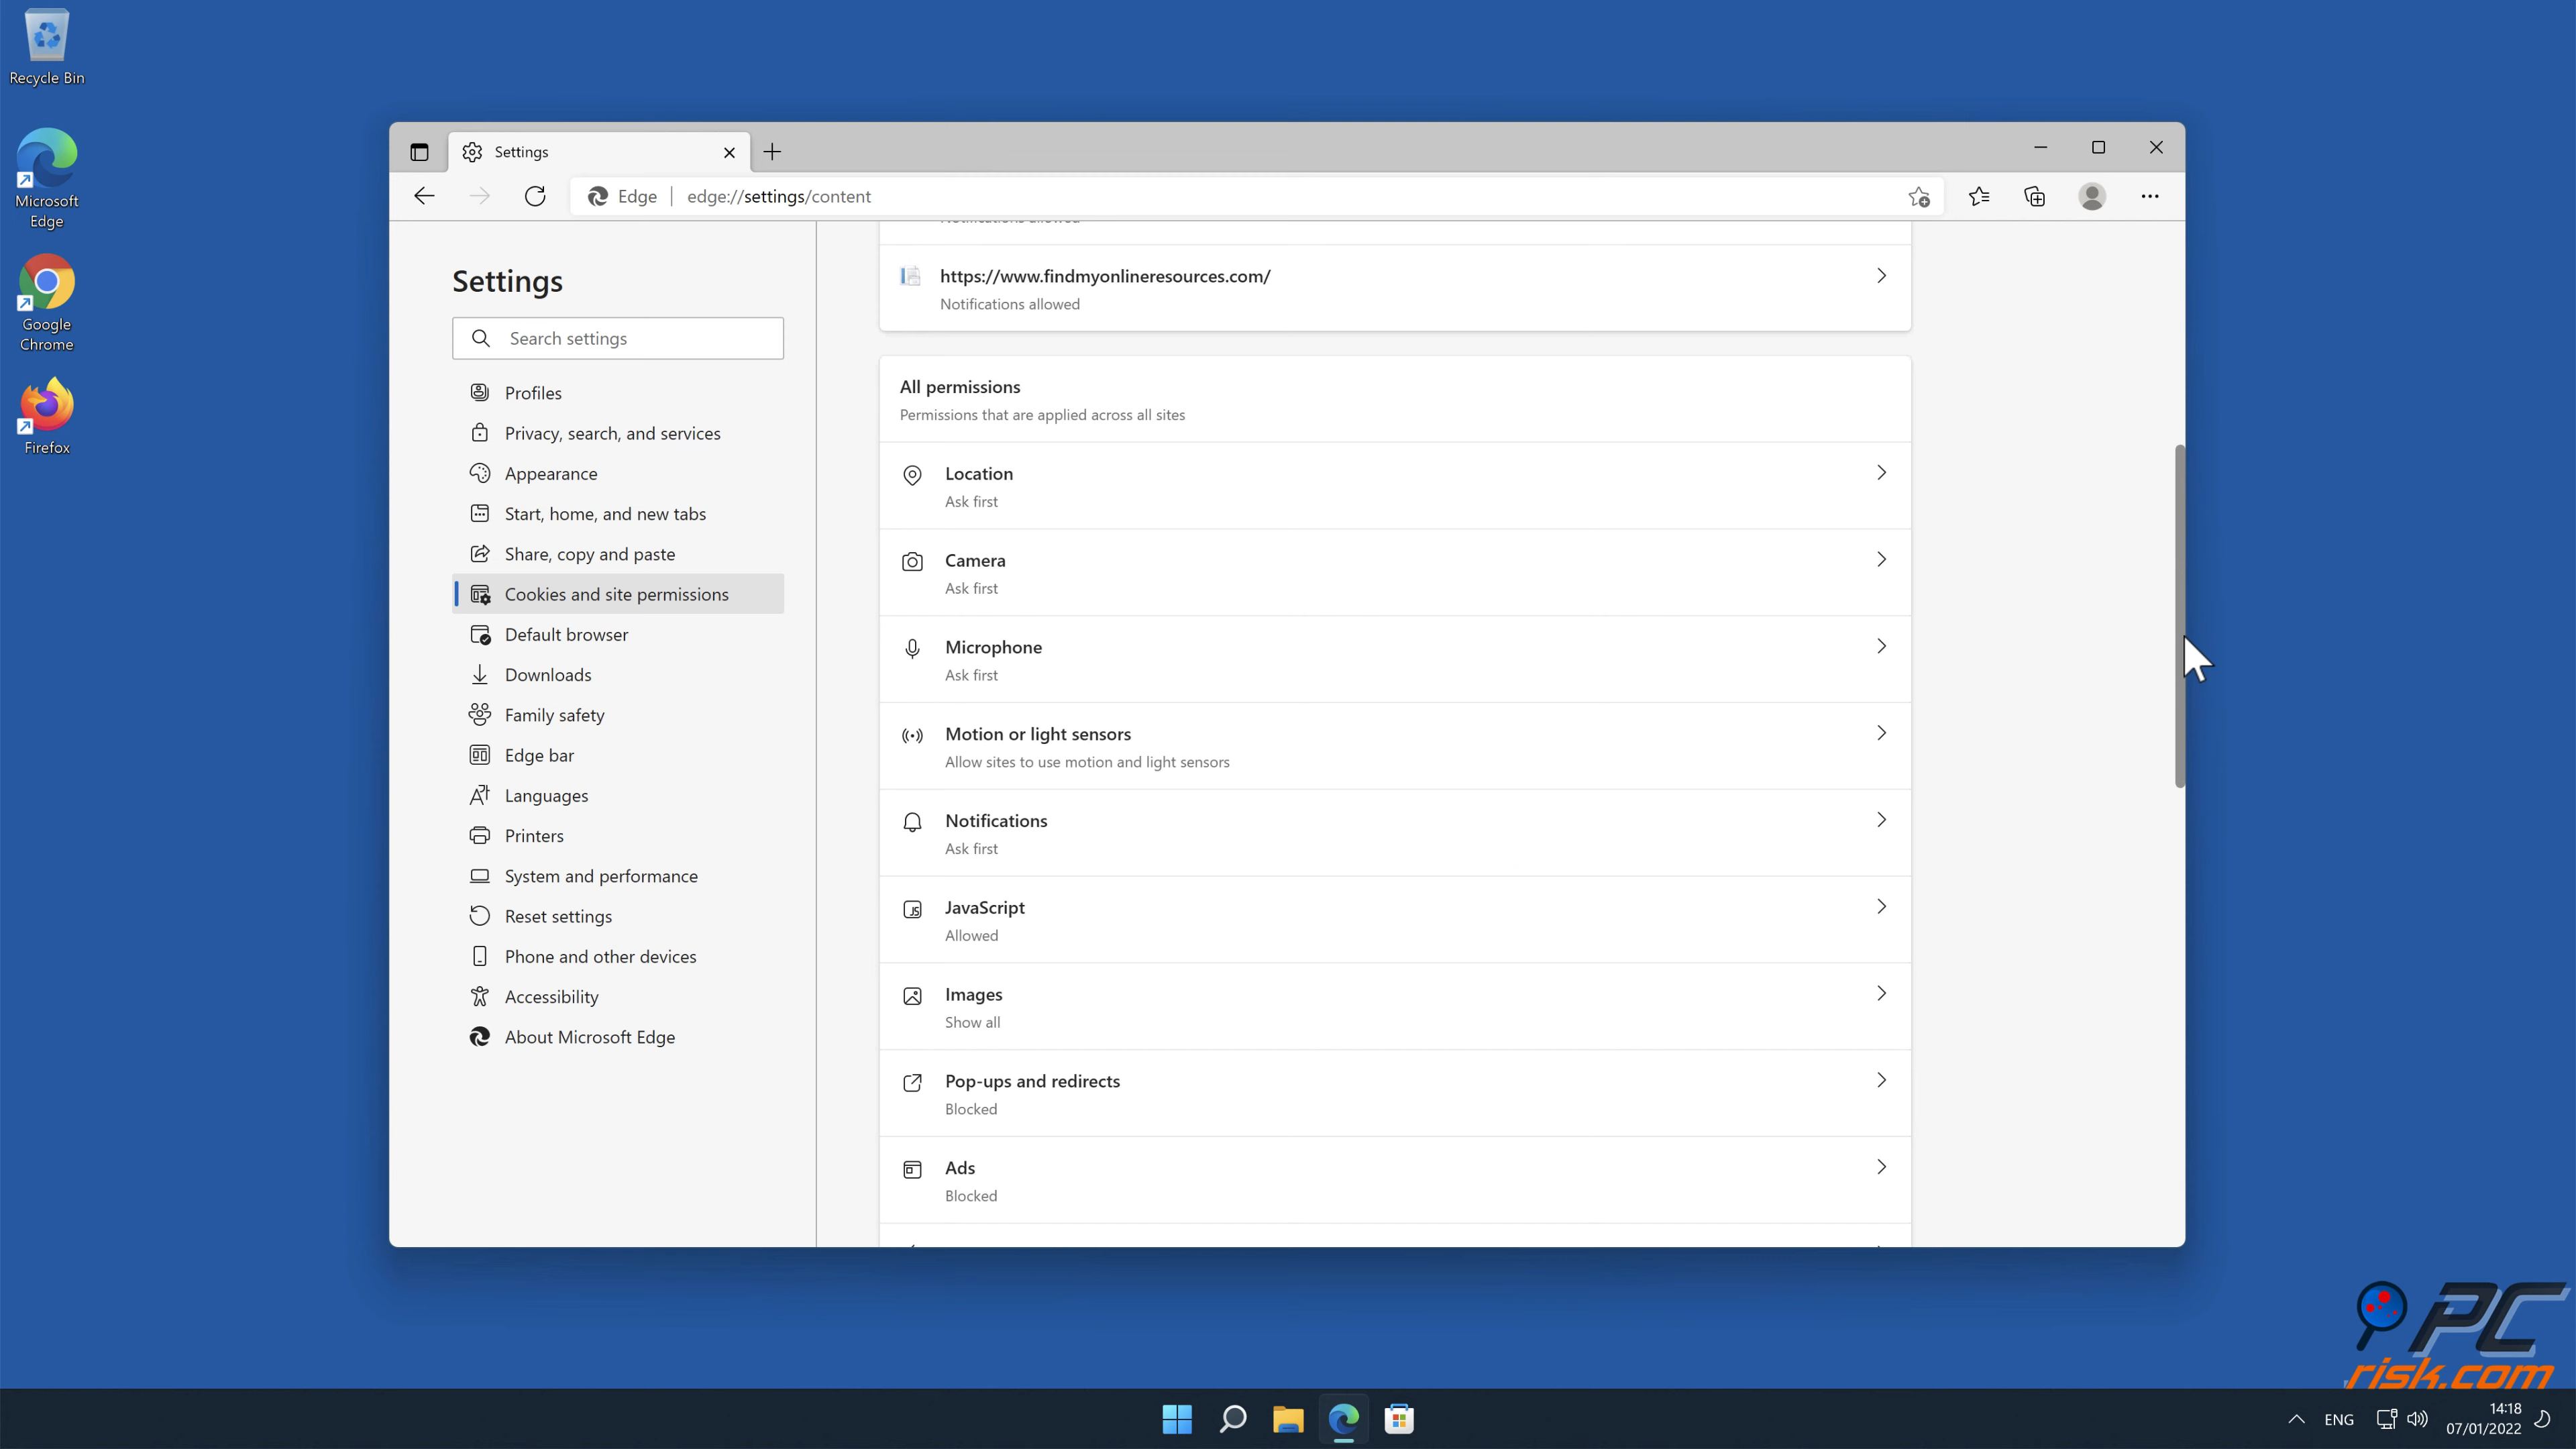 Recycle Bin
Microsoft
Edge
Google
Chrome
Firefox
Settings
Edge
edge://settings/content
Settings
Search settings
Profiles
Privacy, search, and services
Appearance
Start, home, and new tabs
Share, copy and paste
Cookies and site permissions
Default browser
Downloads
Family safety
Edge bar
Languages
Printers
System and performance
Reset settings
Phone and other devices
Accessibility
About Microsoft Edge
https://www.findmyonlineresources.com/
Notifications allowed
All permissions
Permissions that are applied across all sites
Location
Ask first
Camera
Ask first
Microphone
Ask first
Motion or light sensors
Allow sites to use motion and light sensors
Notifications
Ask first
JavaScript
Allowed
Images
Show all
Pop-ups and redirects
Blocked
Ads
Blocked
PC
risk.com
ENG
14:18
07/01/2022